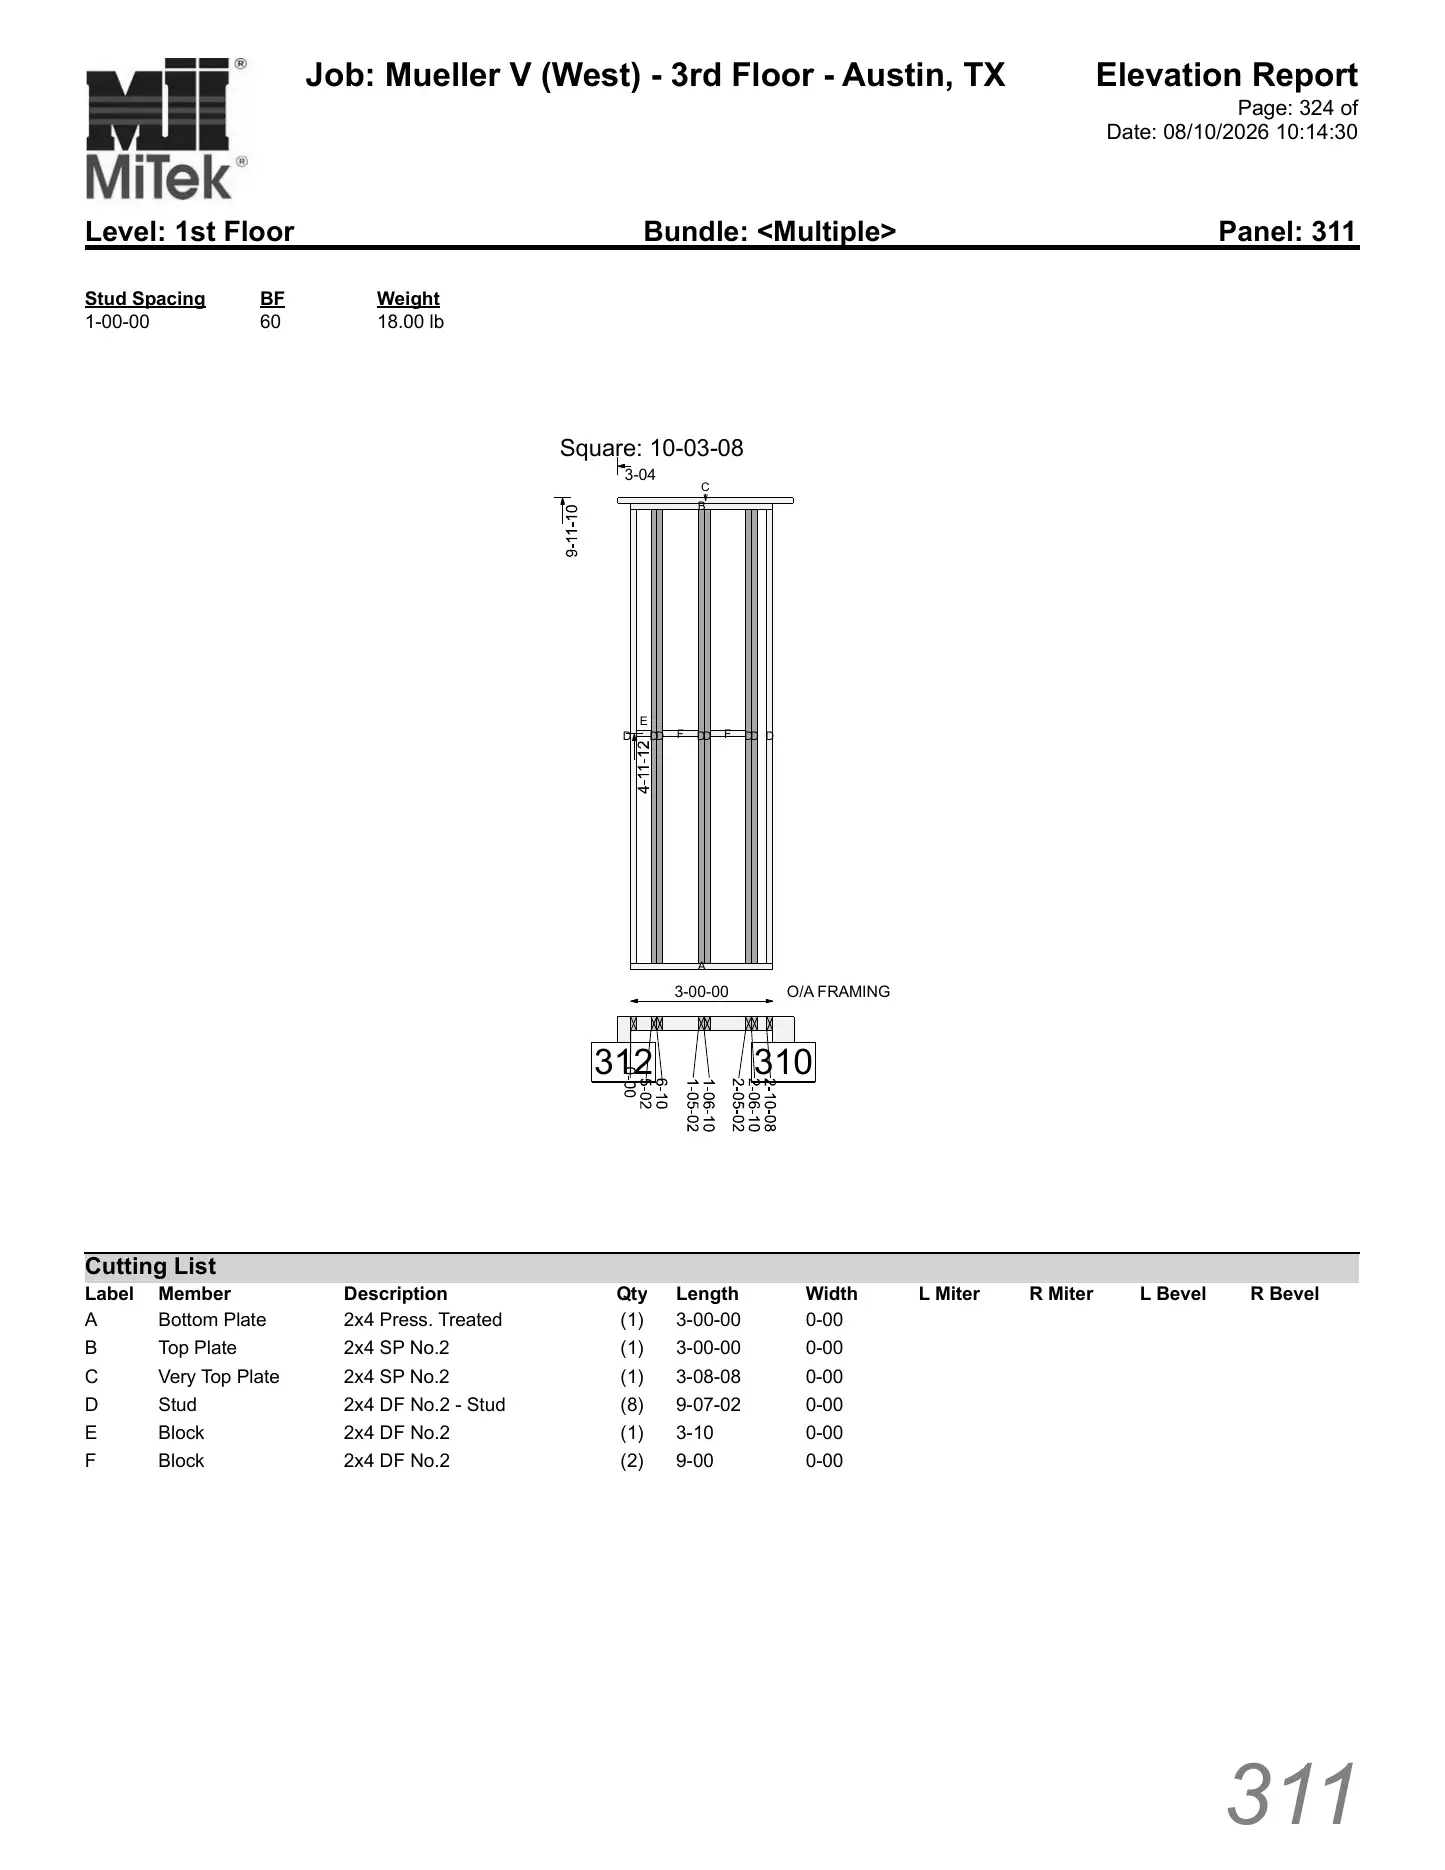 MiTek®
Job: Mueller V (West) - 3rd Floor - Austin, TX
Elevation Report
Page: 324 of
Date: 08/10/2026 10:14:30
Level: 1st Floor Bundle: <Multiple> Panel: 311
Stud Spacing BF Weight
1-00-00 60 18.00 lb
Square: 10-03-08
3-04
C
B
9-11-10
E
D D D F D D F D D D
4-11-12
A
3-00-00 O/A FRAMING
312 310
0-00 5-02 6-10 1-05-02 1-06-10 2-05-02 2-06-10 2-10-08
Cutting List
Label Member Description Qty Length Width L Miter R Miter L Bevel R Bevel
A Bottom Plate 2x4 Press. Treated (1) 3-00-00 0-00
B Top Plate 2x4 SP No.2 (1) 3-00-00 0-00
C Very Top Plate 2x4 SP No.2 (1) 3-08-08 0-00
D Stud 2x4 DF No.2 - Stud (8) 9-07-02 0-00
E Block 2x4 DF No.2 (1) 3-10 0-00
F Block 2x4 DF No.2 (2) 9-00 0-00
311